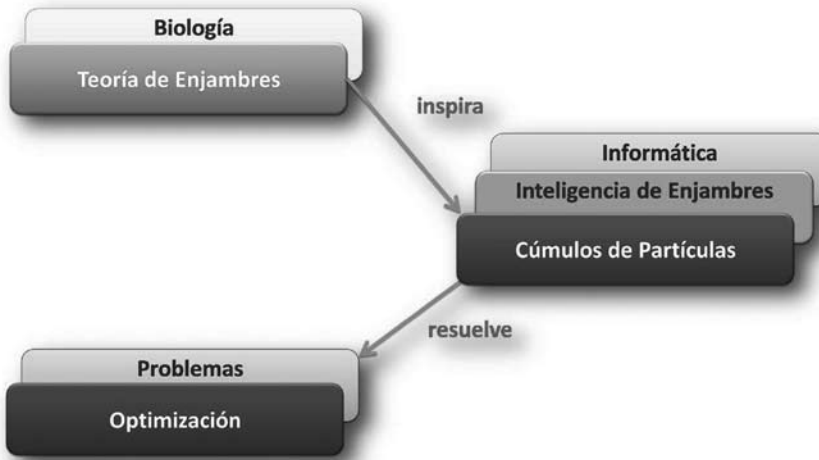 Biología
Teoría de Enjambres
inspira
Informática
Inteligencia de Enjambres
Cúmulos de Partículas
resuelve
Problemas
Optimización